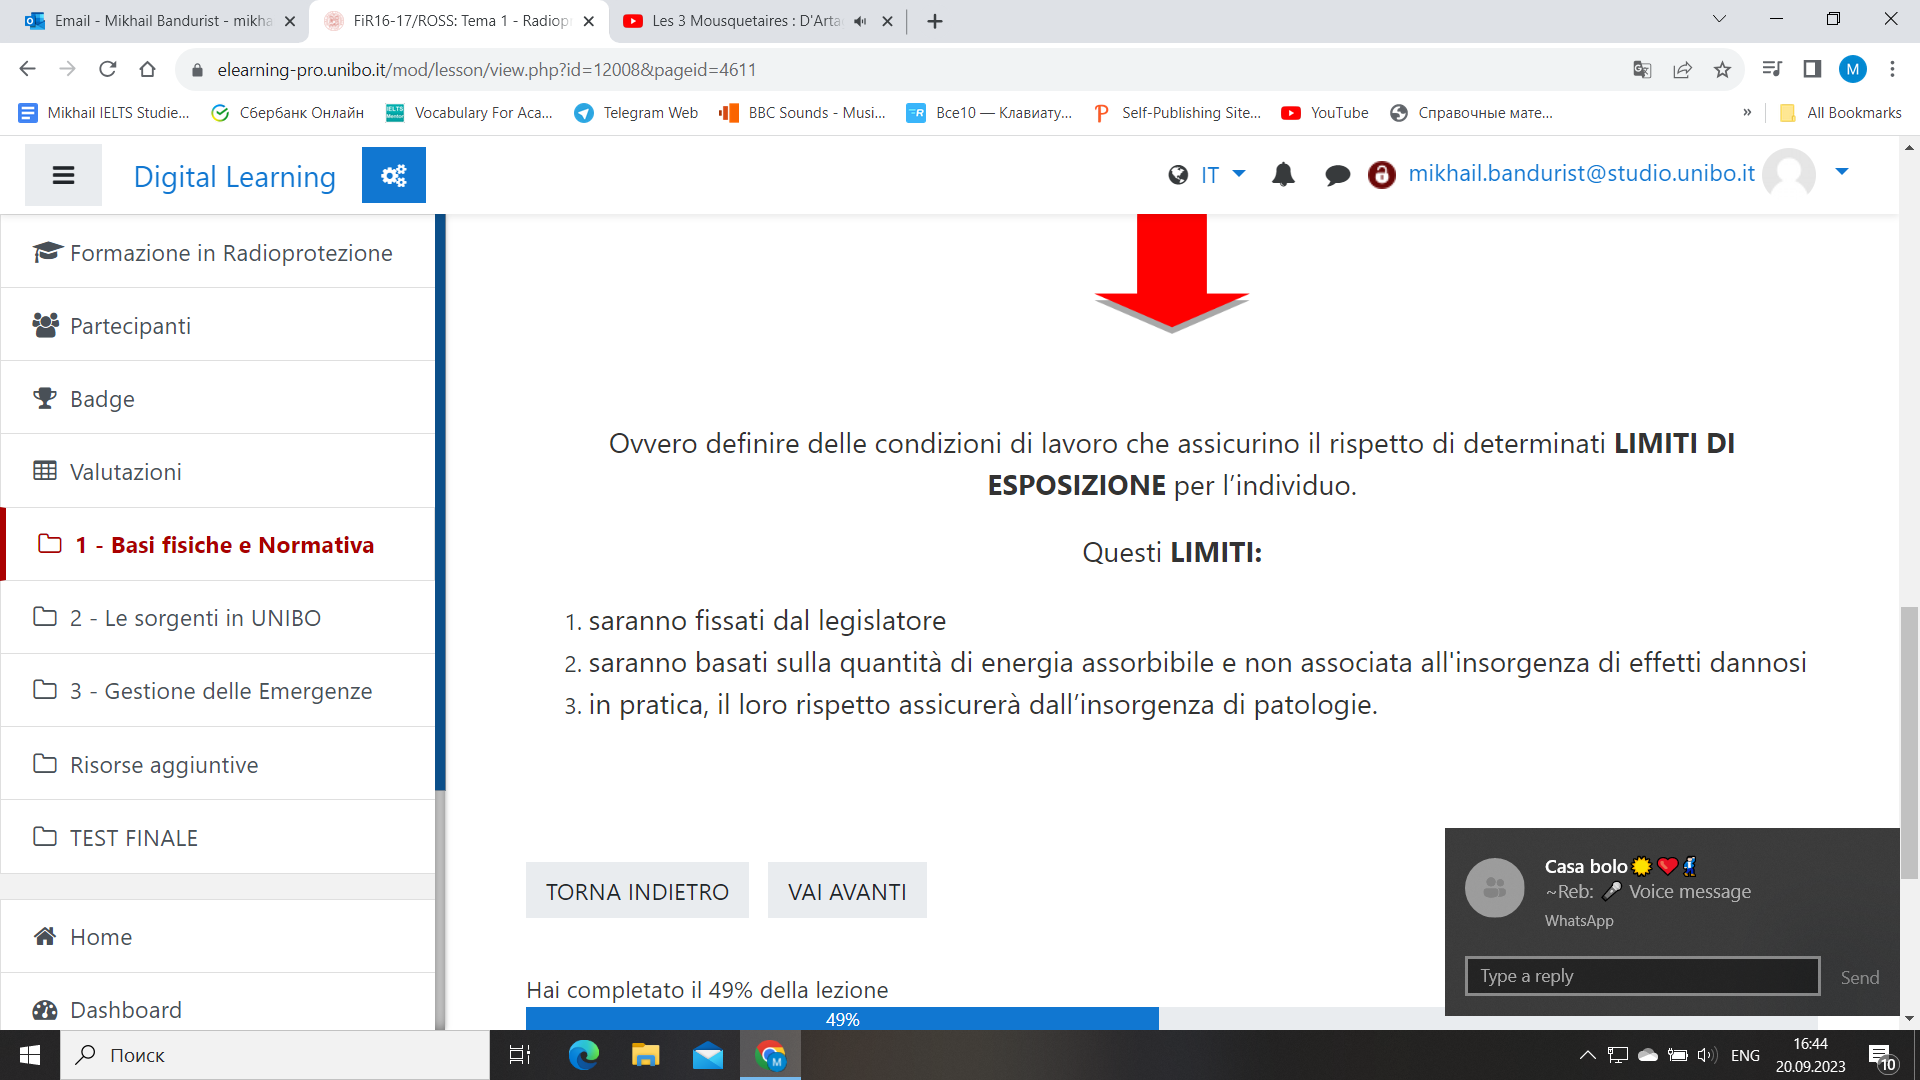 Email - Mikhail Bandurist - mikha
FiR16-17/ROSS: Tema 1 - Radiop
Les 3 Mousquetaires : D'Arta
elearning-pro.unibo.it/mod/lesson/view.php?id=12008&pageid=4611
M
Mikhail IELTS Studie...
Сбербанк Онлайн
Vocabulary For Aca...
Telegram Web
BBC Sounds - Musi...
Все10 — Клавиату...
Self-Publishing Site...
YouTube
Справочные мате...
»
All Bookmarks
Digital Learning
IT
mikhail.bandurist@studio.unibo.it
Formazione in Radioprotezione
Partecipanti
Badge
Valutazioni
1 - Basi fisiche e Normativa
2 - Le sorgenti in UNIBO
3 - Gestione delle Emergenze
Risorse aggiuntive
TEST FINALE
Home
Dashboard
Ovvero definire delle condizioni di lavoro che assicurino il rispetto di determinati LIMITI DI
ESPOSIZIONE per l’individuo.
Questi LIMITI:
1. saranno fissati dal legislatore
2. saranno basati sulla quantità di energia assorbibile e non associata all'insorgenza di effetti dannosi
3. in pratica, il loro rispetto assicurerà dall’insorgenza di patologie.
TORNA INDIETRO
VAI AVANTI
Hai completato il 49% della lezione
49%
Casa bolo
~Reb: Voice message
WhatsApp
Type a reply
Send
Поиск
M
ENG
16:44
20.09.2023
10